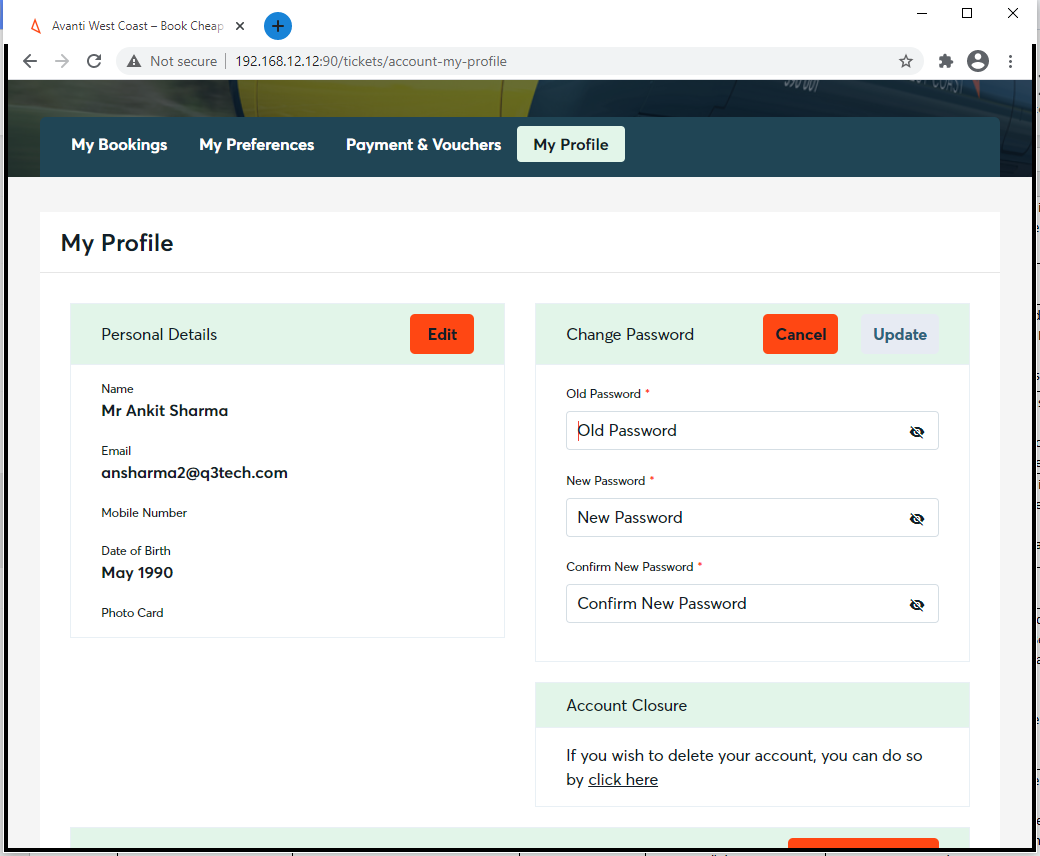 Avanti West Coast – Book Cheap
Not secure
192.168.12.12:90/tickets/account-my-profile
My Bookings
My Preferences
Payment & Vouchers
My Profile
My Profile
Personal Details
Edit
Name
Mr Ankit Sharma
Email
ansharma2@q3tech.com
Mobile Number
Date of Birth
May 1990
Photo Card
Change Password
Cancel
Update
Old Password *
Old Password
New Password *
New Password
Confirm New Password *
Confirm New Password
Account Closure
If you wish to delete your account, you can do so
by click here